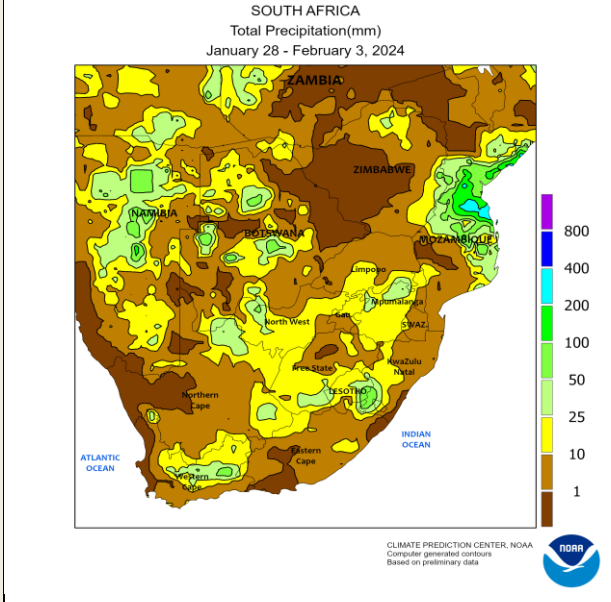 SOUTH AFRICA
Total Precipitation(mm)
January 28 - February 3, 2024
ZAMBIA
ZIMBABWE
NAMIBIA
BOTSWANA
MOZAMBIQUE
Limpopo
Mpumalanga
Gau
North West
SWAZ.
KwaZulu
Natal
Free State
LESOTHO
Northern
Cape
Eastern
Cape
Western
Cape
ATLANTIC
OCEAN
INDIAN
OCEAN
800
400
200
100
50
25
10
1
CLIMATE PREDICTION CENTER, NOAA
Computer generated contours
Based on preliminary data
NOAA